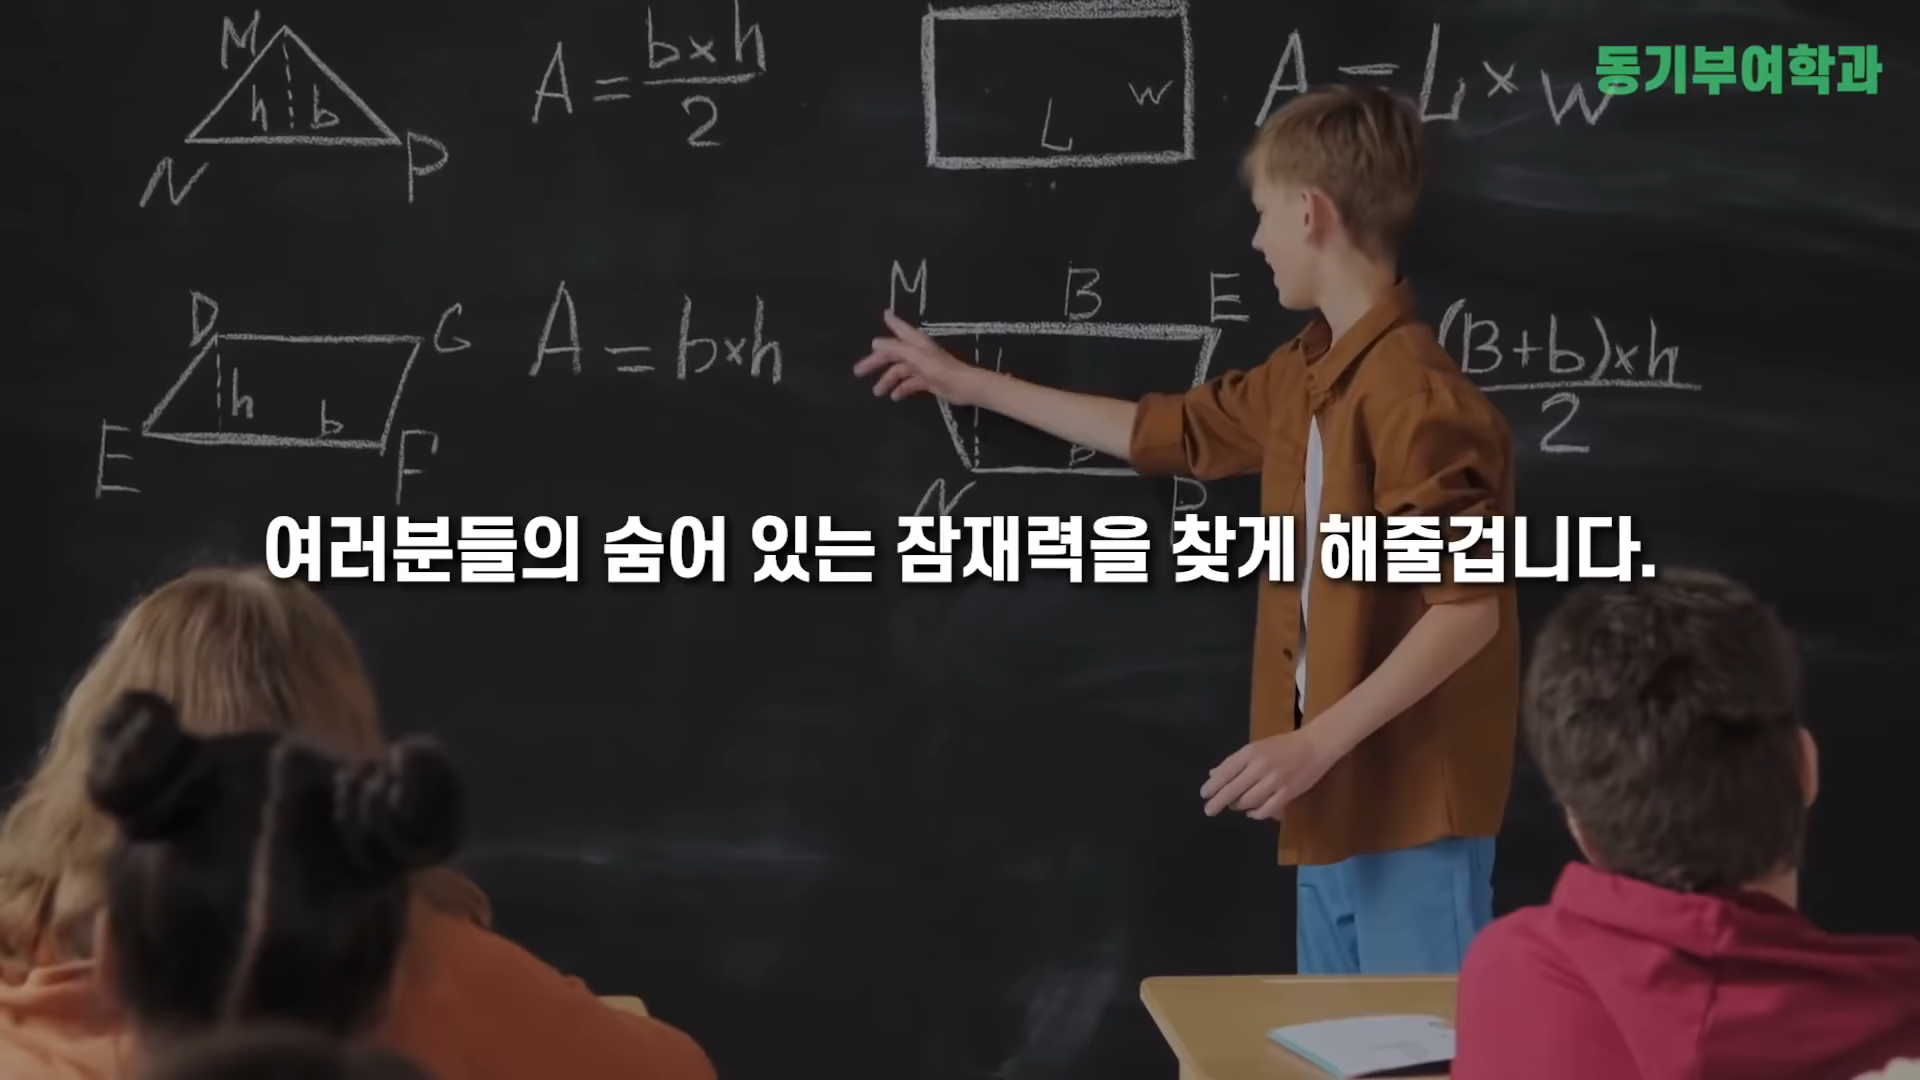 동기부여학과
M
h b
N P
A = b×h / 2
L w
A = L × w
D G
h b
E F
A = b×h
M B E
b
N P
(B+b)×h / 2
여러분들의 숨어 있는 잠재력을 찾게 해줄겁니다.